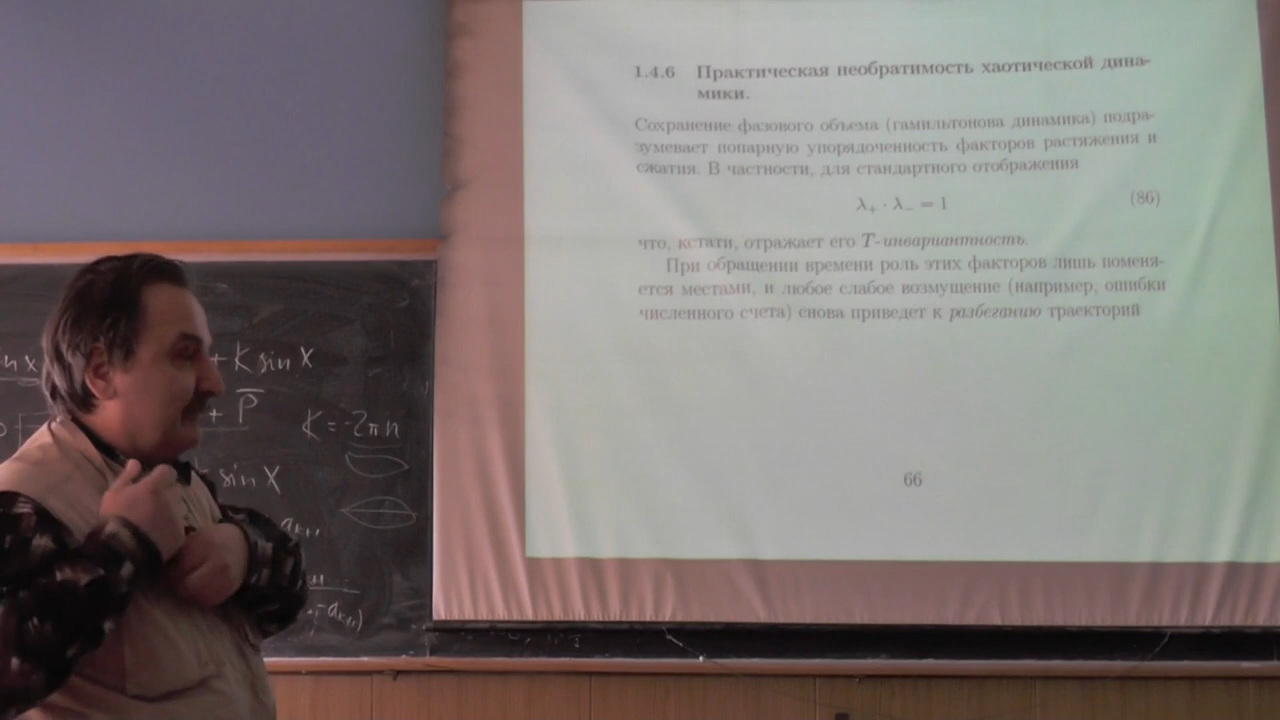 1.4.6 Практическая необратимость хаотической дина-
мики.
Сохранение фазового объема (гамильтонова динамика) подра-
зумевает попарную упорядоченность факторов растяжения и
сжатия. В частности, для стандартного отображения
λ₊ · λ₋ = 1 (86)
что, кстати, отражает его T-инвариантность.
При обращении времени роль этих факторов лишь поменя-
ется местами, и любое слабое возмущение (например, ошибки
численного счета) снова приведет к разбеганию траекторий
66
+ K sin X
+ P̅
K = -2πn
sin X
aₖ₊₁